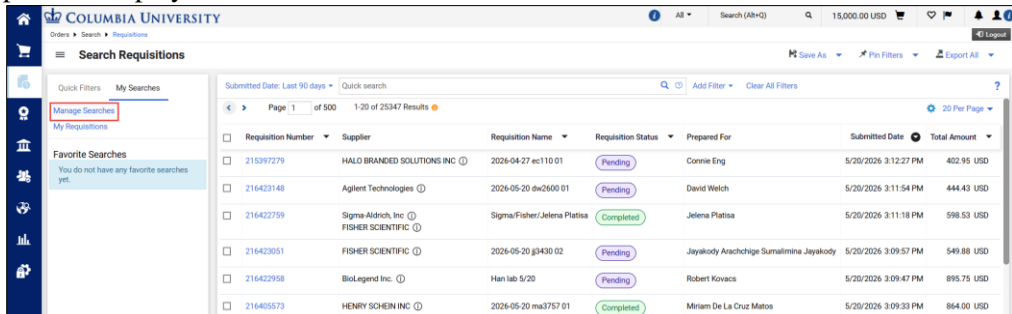 COLUMBIA UNIVERSITY
All
Search (Alt+Q)
15,000.00 USD
Orders Search Requisitions
Logout
Search Requisitions
Save As
Pin Filters
Export All
Quick Filters My Searches
Manage Searches
My Requisitions
Favorite Searches
You do not have any favorite searches
yet.
Submitted Date: Last 90 days
Quick search
Add Filter
Clear All Filters
?
Page 1 of 500
1-20 of 25347 Results
20 Per Page
Requisition Number Supplier Requisition Name Requisition Status Prepared For Submitted Date Total Amount
215397279 HALO BRANDED SOLUTIONS INC 2026-04-27 ec110 01 Pending Connie Eng 5/20/2026 3:12:27 PM 402.95 USD
216423148 Agilent Technologies 2026-05-20 dw2600 01 Pending David Welch 5/20/2026 3:11:54 PM 444.43 USD
216422759 Sigma-Aldrich, Inc Sigma/Fisher/Jelena Platisa Completed Jelena Platisa 5/20/2026 3:11:18 PM 598.53 USD
FISHER SCIENTIFIC
216423051 FISHER SCIENTIFIC 2026-05-20 jj3430 02 Pending Jayakody Arachchige Sumalimina Jayakody 5/20/2026 3:09:57 PM 549.88 USD
216422958 BioLegend Inc. Han lab 5/20 Pending Robert Kovacs 5/20/2026 3:09:47 PM 895.75 USD
216405573 HENRY SCHEIN INC 2026-05-20 ma3757 01 Completed Miriam De La Cruz Matos 5/20/2026 3:09:33 PM 864.00 USD